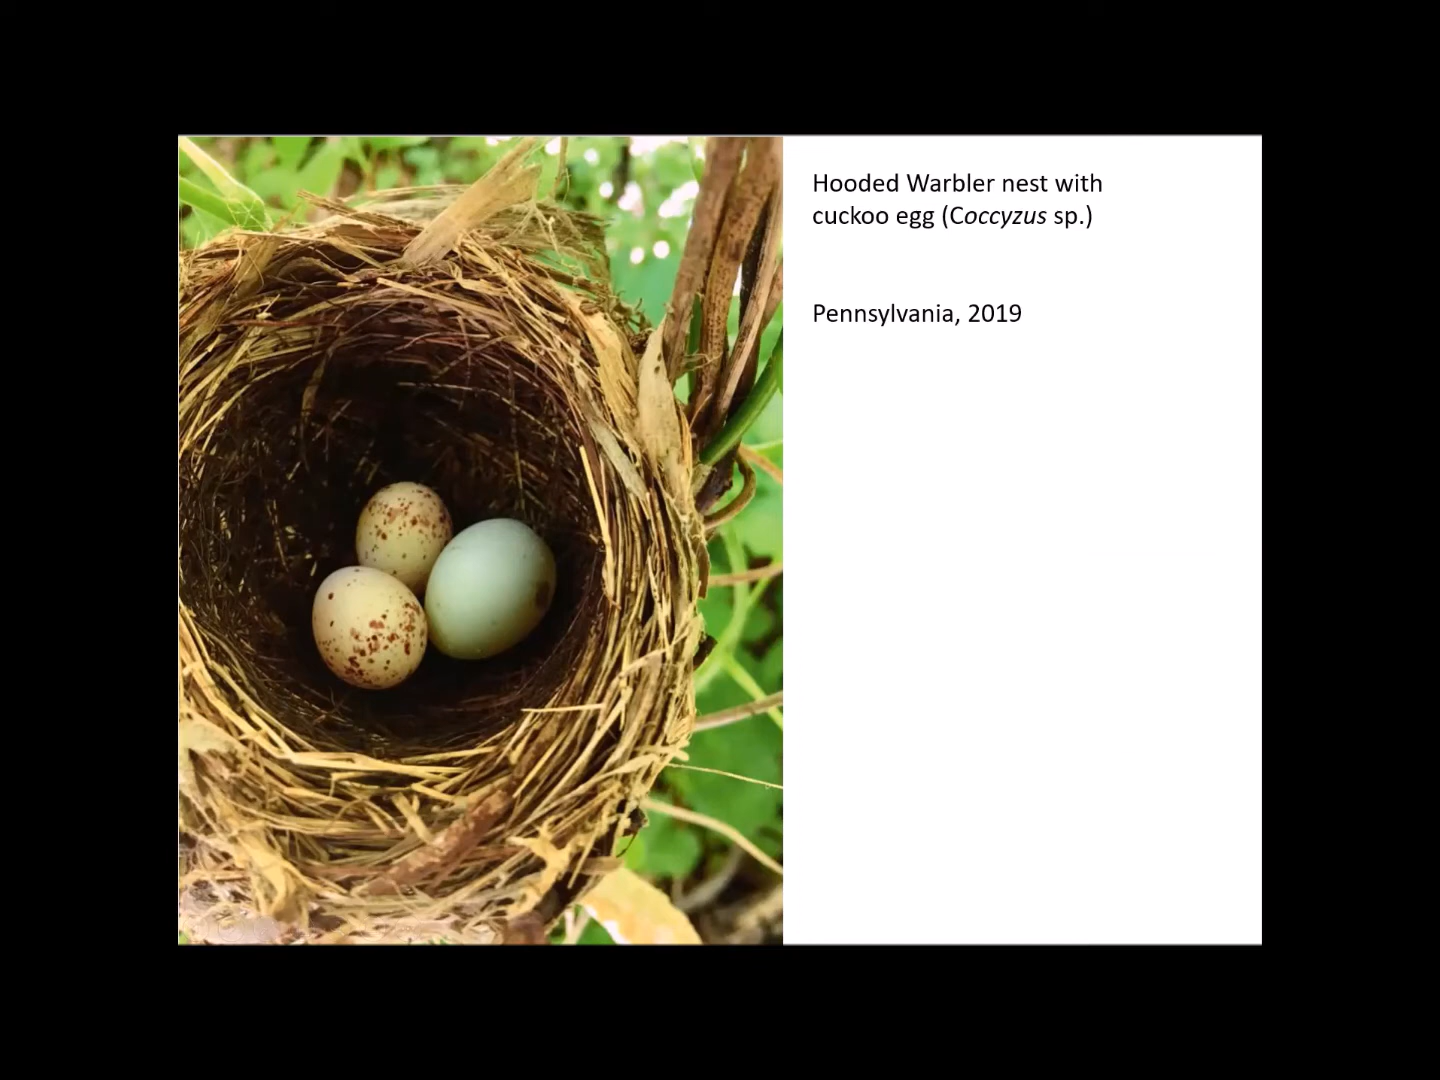 Hooded Warbler nest with
cuckoo egg (Coccyzus sp.)
Pennsylvania, 2019